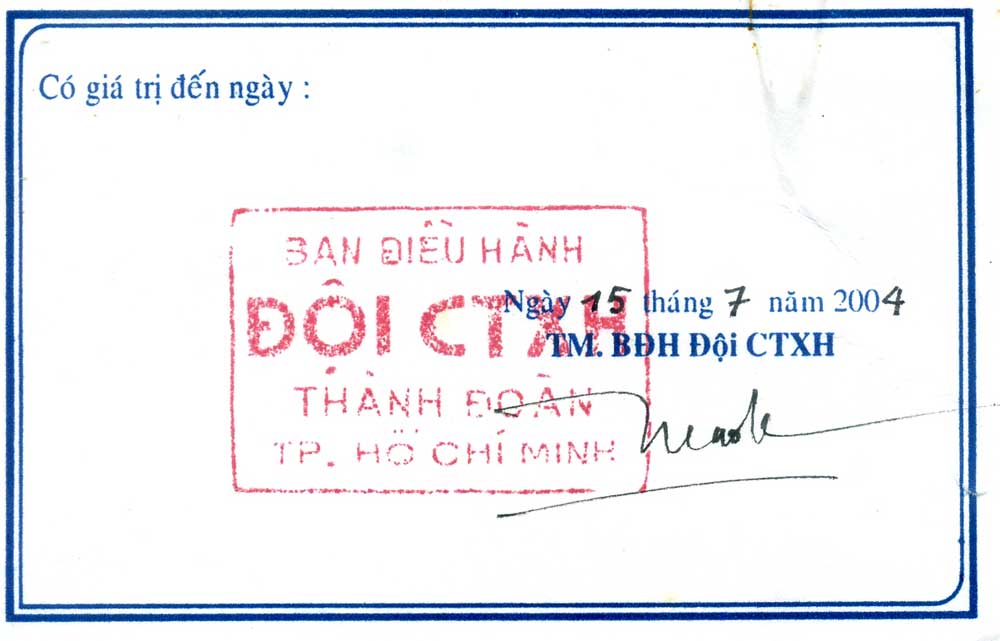 Có giá trị đến ngày :
BAN ĐIỀU HÀNH
ĐỘI CTXH
THÀNH ĐOÀN
TP. HỒ CHÍ MINH
Ngày 15 tháng 7 năm 2004
TM. BĐH Đội CTXH